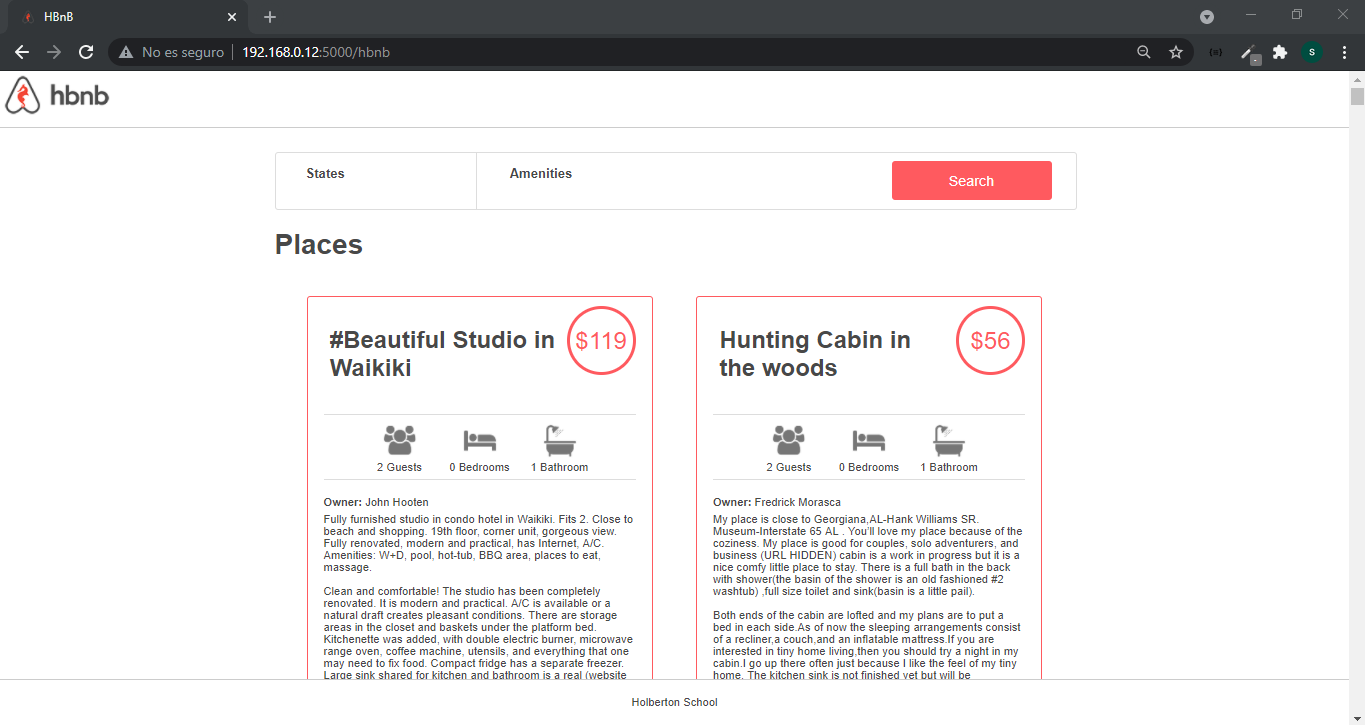 HBnB
No es seguro
192.168.0.12:5000/hbnb
S
hbnb
States
Amenities
Search
Places
#Beautiful Studio in
Waikiki
$119
2 Guests
0 Bedrooms
1 Bathroom
Owner: John Hooten
Fully furnished studio in condo hotel in Waikiki. Fits 2. Close to
beach and shopping. 19th floor, corner unit, gorgeous view.
Fully renovated, modern and practical, has Internet, A/C.
Amenities: W+D, pool, hot-tub, BBQ area, places to eat,
massage.
Clean and comfortable! The studio has been completely
renovated. It is modern and practical. A/C is available or a
natural draft creates pleasant conditions. There are storage
areas in the closet and baskets under the platform bed.
Kitchenette was added, with double electric burner, microwave
range oven, coffee machine, utensils, and everything that one
may need to fix food. Compact fridge has a separate freezer.
Large sink shared for kitchen and bathroom is a real (website
Hunting Cabin in
the woods
$56
2 Guests
0 Bedrooms
1 Bathroom
Owner: Fredrick Morasca
My place is close to Georgiana,AL-Hank Williams SR.
Museum-Interstate 65 AL . You'll love my place because of the
coziness. My place is good for couples, solo adventurers, and
business (URL HIDDEN) cabin is a work in progress but it is a
nice comfy little place to stay. There is a full bath in the back
with shower(the basin of the shower is an old fashioned #2
washtub) ,full size toilet and sink(basin is a little pail).
Both ends of the cabin are lofted and my plans are to put a
bed in each side.As of now the sleeping arrangements consist
of a recliner,a couch,and an inflatable mattress.If you are
interested in tiny home living,then you should try a night in my
cabin.I go up there often just because I like the feel of my tiny
home. The kitchen sink is not finished yet but will be
Holberton School